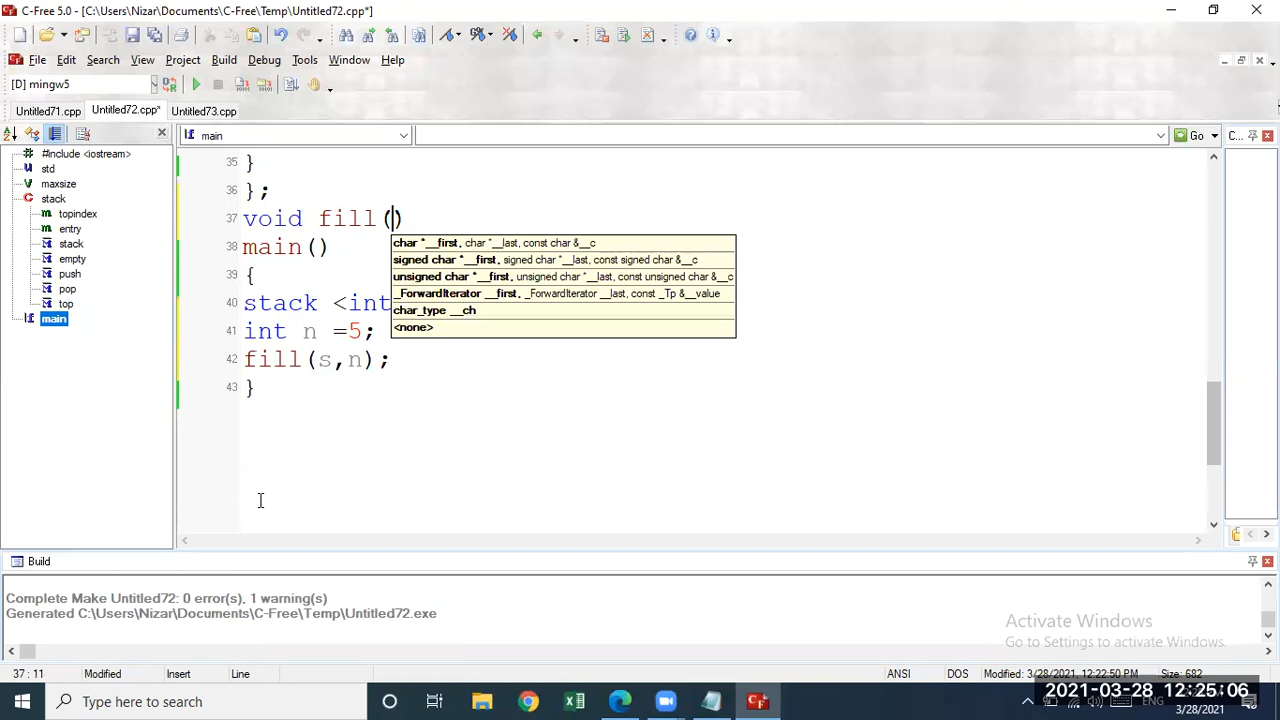 C-Free 5.0 - [C:\Users\Nizar\Documents\C-Free\Temp\Untitled72.cpp*]
File Edit Search View Project Build Debug Tools Window Help
[D] mingw5
Untitled71.cpp Untitled72.cpp* Untitled73.cpp
main Go C...
#include <iostream>
std
maxsize
stack
topindex
entry
stack
empty
push
pop
top
main
35 }
36 };
37 void fill()
38 main()
39 {
40 stack <int
41 int n =5;
42 fill(s,n);
43 }
char *__first, char *__last, const char &__c
signed char *__first, signed char *__last, const signed char &__c
unsigned char *__first, unsigned char *__last, const unsigned char &__c
_ForwardIterator __first, _ForwardIterator __last, const _Tp &__value
char_type __ch
<none>
Build
Complete Make Untitled72: 0 error(s), 1 warning(s)
Generated C:\Users\Nizar\Documents\C-Free\Temp\Untitled72.exe
Activate Windows
Go to Settings to activate Windows.
37 : 11 Modified Insert Line ANSI DOS Modified: 3/28/2021, 12:22:50 PM Size: 682
Type here to search
2021-03-28 12:25:06
ENG
3/28/2021